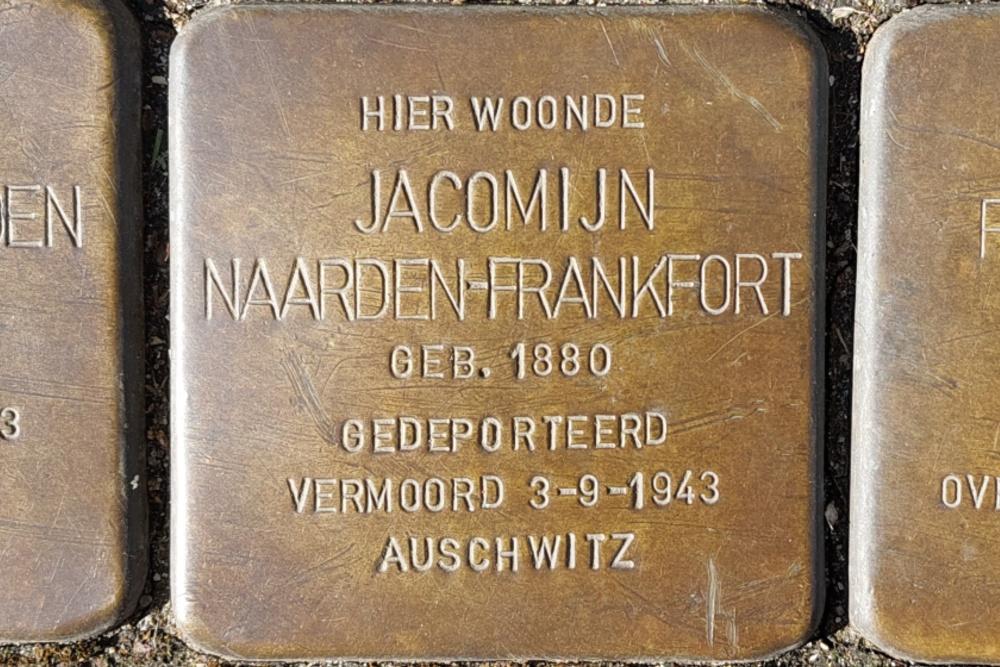 HIER WOONDE
JACOMIJN
NAARDEN-FRANKFORT
GEB. 1880
GEDEPORTEERD
VERMOORD 3-9-1943
AUSCHWITZ